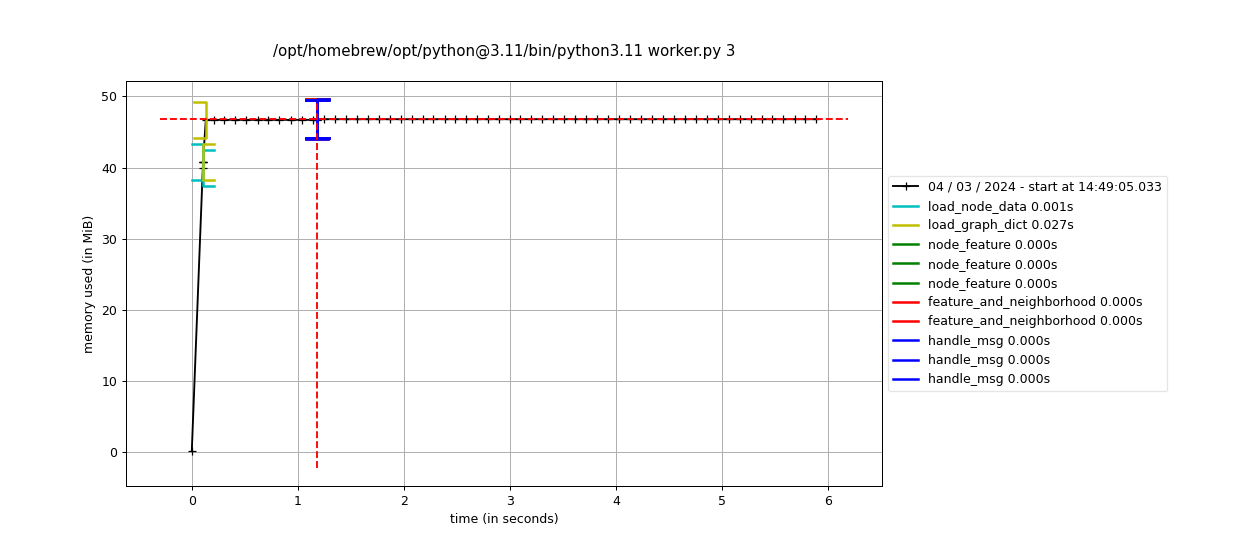 /opt/homebrew/opt/python@3.11/bin/python3.11 worker.py 3
memory used (in MiB)
50
40
30
20
10
0
0 1 2 3 4 5 6
time (in seconds)
04 / 03 / 2024 - start at 14:49:05.033
load_node_data 0.001s
load_graph_dict 0.027s
node_feature 0.000s
node_feature 0.000s
node_feature 0.000s
feature_and_neighborhood 0.000s
feature_and_neighborhood 0.000s
handle_msg 0.000s
handle_msg 0.000s
handle_msg 0.000s